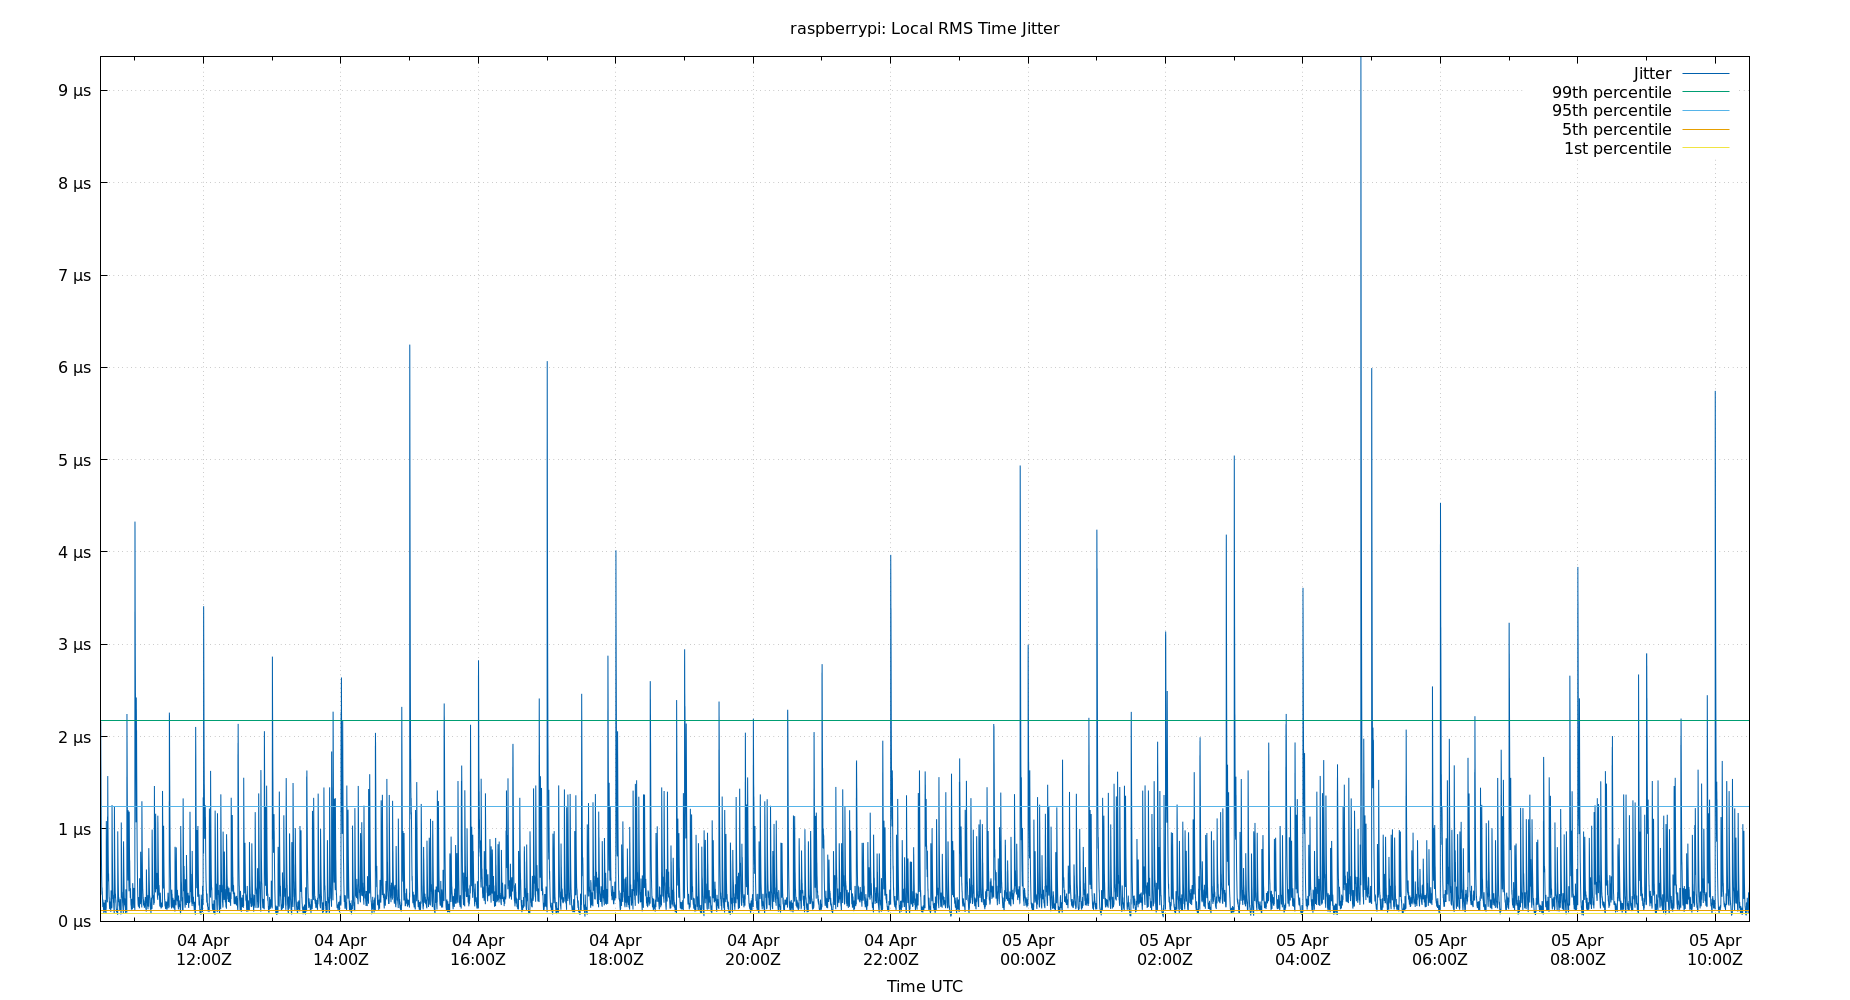 raspberrypi: Local RMS Time Jitter
Jitter
99th percentile
95th percentile
5th percentile
1st percentile
9 µs
8 µs
7 µs
6 µs
5 µs
4 µs
3 µs
2 µs
1 µs
0 µs
04 Apr 04 Apr 04 Apr 04 Apr 04 Apr 04 Apr 05 Apr 05 Apr 05 Apr 05 Apr 05 Apr 05 Apr
12:00Z 14:00Z 16:00Z 18:00Z 20:00Z 22:00Z 00:00Z 02:00Z 04:00Z 06:00Z 08:00Z 10:00Z
Time UTC